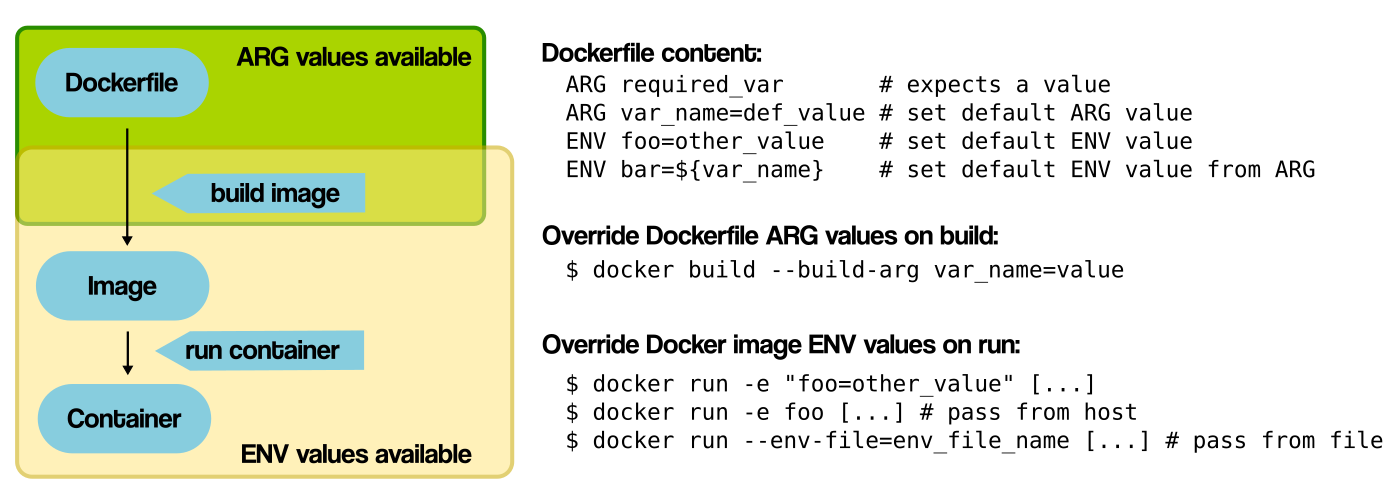 ARG values available
Dockerfile
build image
Image
run container
Container
ENV values available
Dockerfile content:
ARG required_var       # expects a value
ARG var_name=def_value # set default ARG value
ENV foo=other_value    # set default ENV value
ENV bar=${var_name}    # set default ENV value from ARG
Override Dockerfile ARG values on build:
$ docker build --build-arg var_name=value
Override Docker image ENV values on run:
$ docker run -e "foo=other_value" [...]
$ docker run -e foo [...] # pass from host
$ docker run --env-file=env_file_name [...] # pass from file